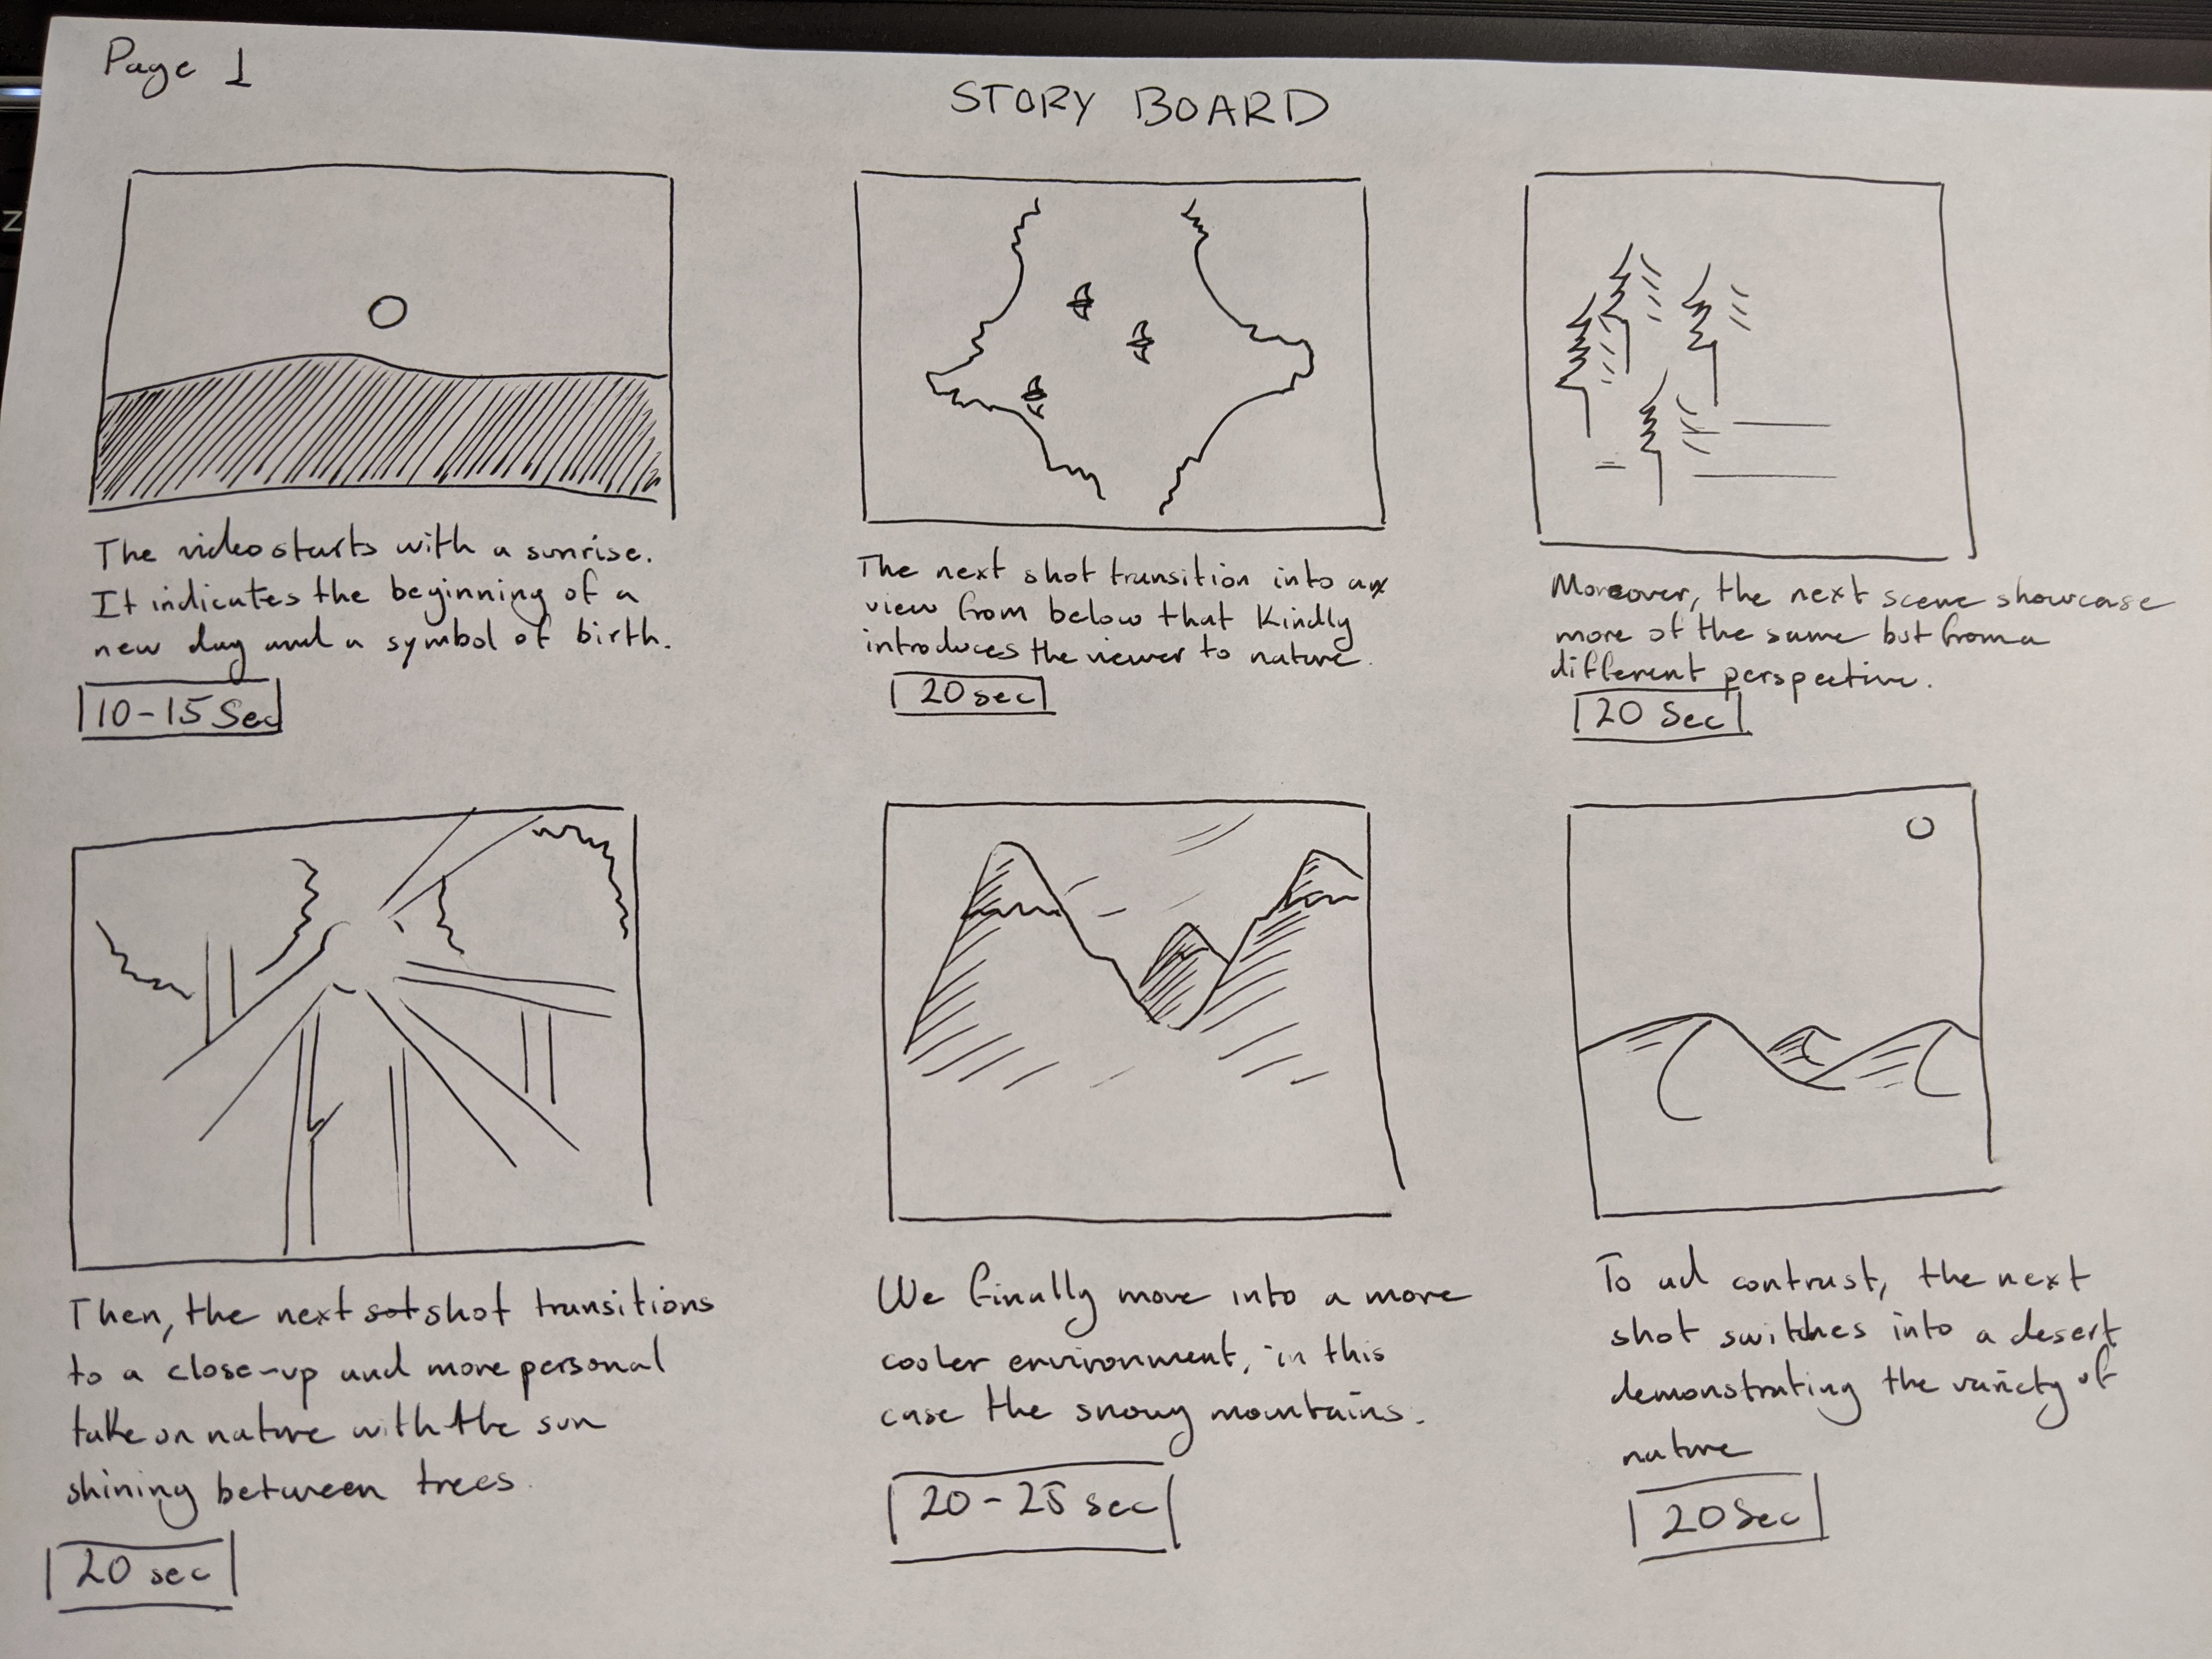 Page 1
STORY BOARD
The video starts with a sunrise.
It indicates the beginning of a
new day and a symbol of birth.
10-15 Sec
The next shot transition into a
view from below that kindly
introduces the viewer to nature.
20 sec
Moreover, the next scene showcase
more of the same but from a
different perspective.
20 Sec
Then, the next shot transitions
to a close-up and more personal
take on nature with the sun
shining between trees.
20 sec
We finally move into a more
cooler environment, in this
case the snowy mountains.
20-25 sec
To ad contrast, the next
shot switches into a desert
demonstrating the variety of
nature
20 Sec
Z